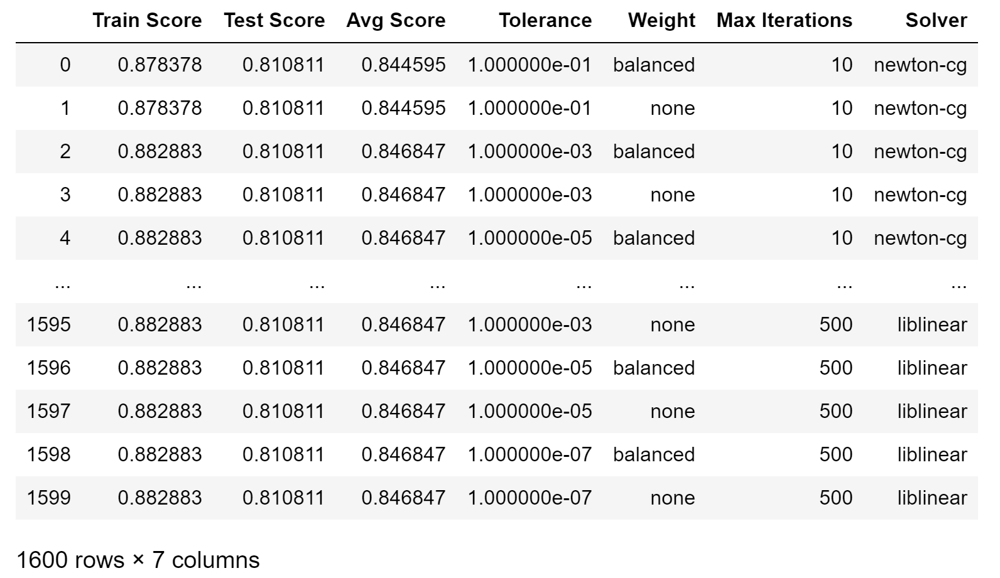 Train Score Test Score Avg Score Tolerance Weight Max Iterations Solver
0 0.878378 0.810811 0.844595 1.000000e-01 balanced 10 newton-cg
1 0.878378 0.810811 0.844595 1.000000e-01 none 10 newton-cg
2 0.882883 0.810811 0.846847 1.000000e-03 balanced 10 newton-cg
3 0.882883 0.810811 0.846847 1.000000e-03 none 10 newton-cg
4 0.882883 0.810811 0.846847 1.000000e-05 balanced 10 newton-cg
... ... ... ... ... ... ... ...
1595 0.882883 0.810811 0.846847 1.000000e-03 none 500 liblinear
1596 0.882883 0.810811 0.846847 1.000000e-05 balanced 500 liblinear
1597 0.882883 0.810811 0.846847 1.000000e-05 none 500 liblinear
1598 0.882883 0.810811 0.846847 1.000000e-07 balanced 500 liblinear
1599 0.882883 0.810811 0.846847 1.000000e-07 none 500 liblinear
1600 rows × 7 columns